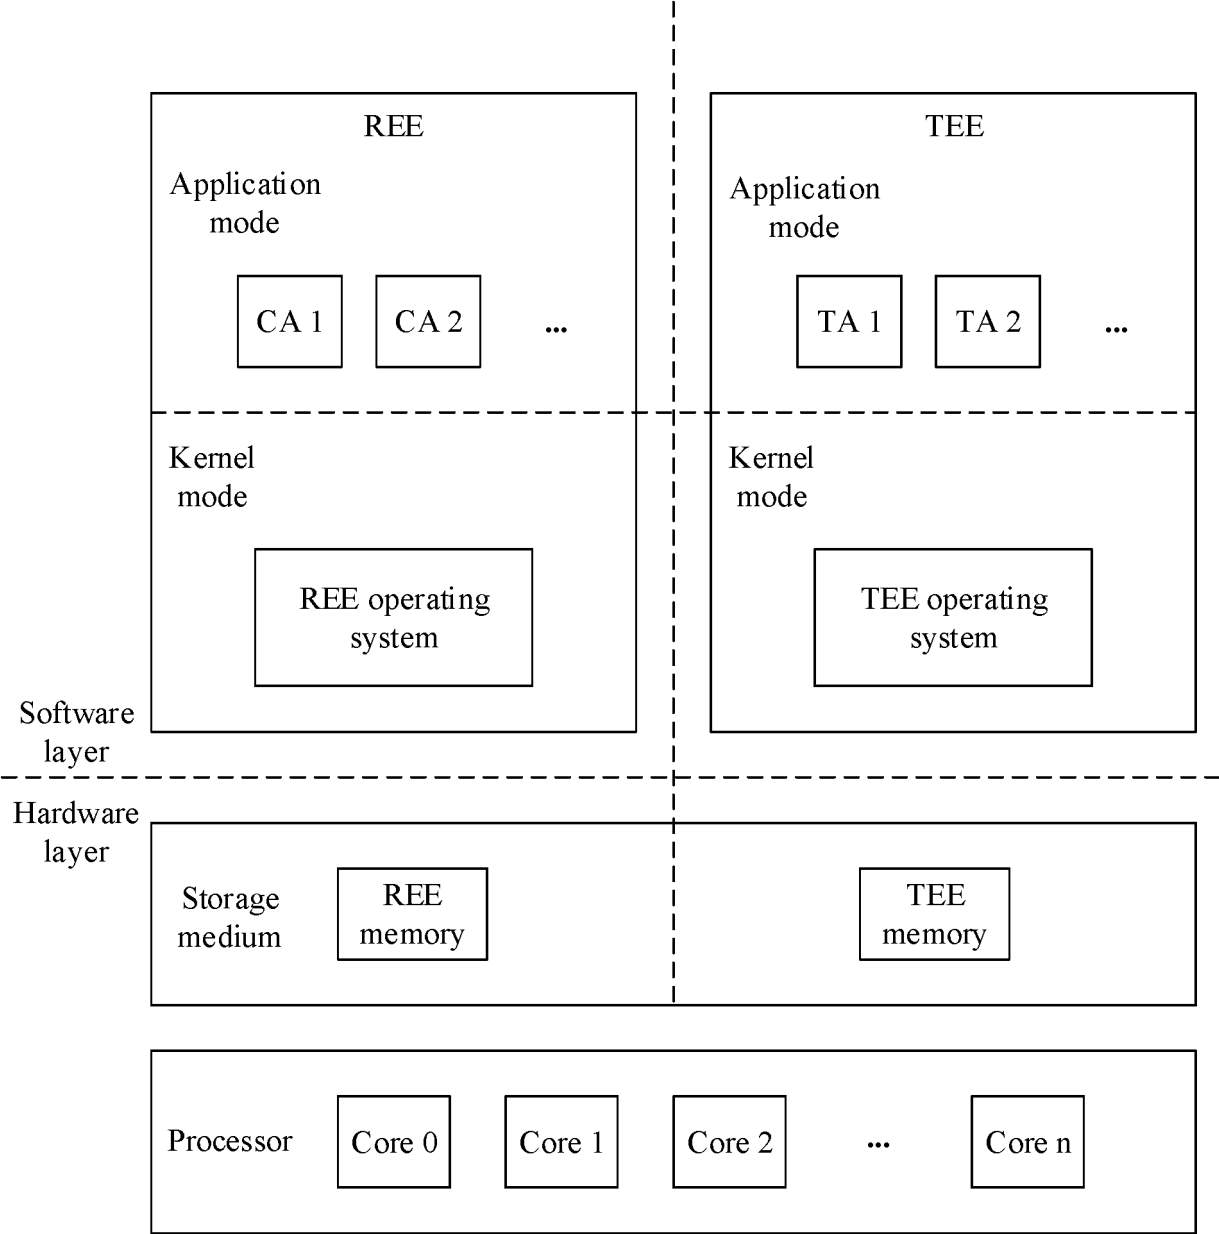 REE
Application
mode
CA 1
CA 2
...
Kernel
mode
REE operating
system
TEE
Application
mode
TA 1
TA 2
...
Kernel
mode
TEE operating
system
Software
layer
Hardware
layer
Storage
medium
REE
memory
TEE
memory
Processor
Core 0
Core 1
Core 2
...
Core n